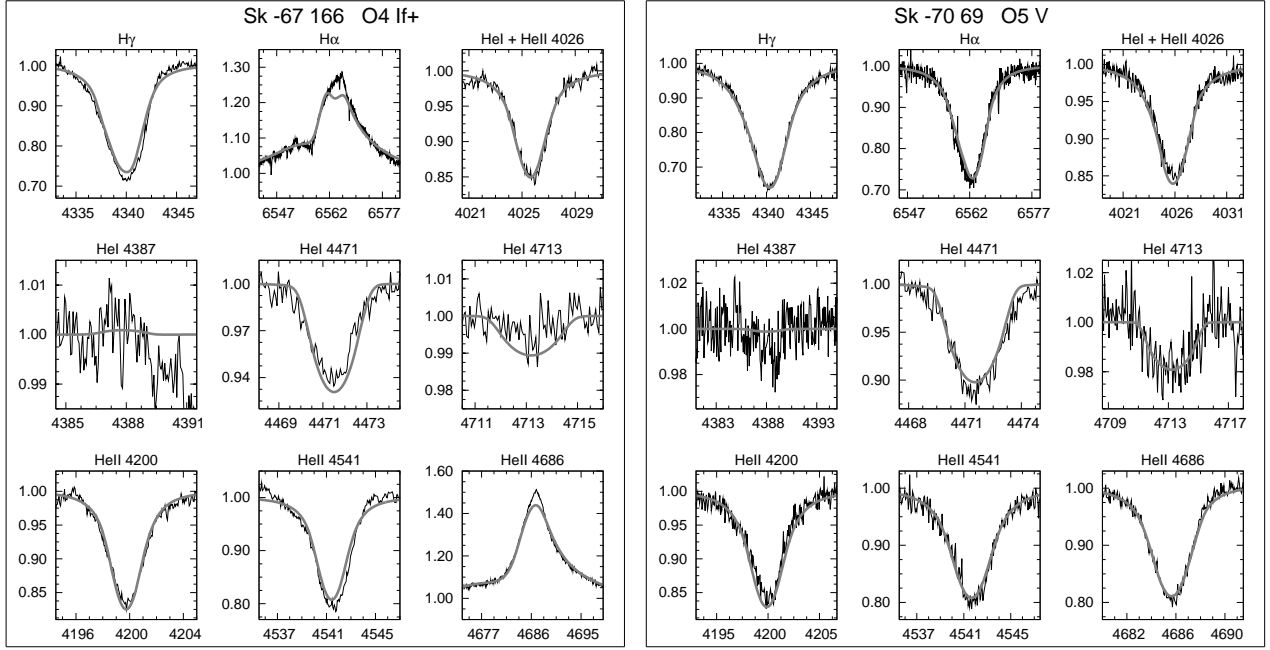 Sk -67 166 O4 If+
Hγ Hα HeI + HeII 4026
1.00 0.90 0.80 0.70
4335 4340 4345
1.30 1.20 1.10 1.00
6547 6562 6577
1.00 0.95 0.90 0.85
4021 4025 4029
HeI 4387 HeI 4471 HeI 4713
1.01 1.00 0.99
4385 4388 4391
1.00 0.97 0.94
4469 4471 4473
1.01 1.00 0.99 0.98
4711 4713 4715
HeII 4200 HeII 4541 HeII 4686
1.00 0.95 0.90 0.85
4196 4200 4204
1.00 0.90 0.80
4537 4541 4545
1.60 1.40 1.20 1.00
4677 4686 4695
Sk -70 69 O5 V
Hγ Hα HeI + HeII 4026
1.00 0.90 0.80 0.70
4335 4340 4345
1.00 0.90 0.80 0.70
6547 6562 6577
1.00 0.95 0.90 0.85
4021 4026 4031
HeI 4387 HeI 4471 HeI 4713
1.02 1.00 0.98
4383 4388 4393
1.00 0.95 0.90
4468 4471 4474
1.02 1.00 0.98
4709 4713 4717
HeII 4200 HeII 4541 HeII 4686
1.00 0.95 0.90 0.85
4195 4200 4205
1.00 0.90 0.80
4537 4541 4545
1.00 0.90 0.80
4682 4686 4690